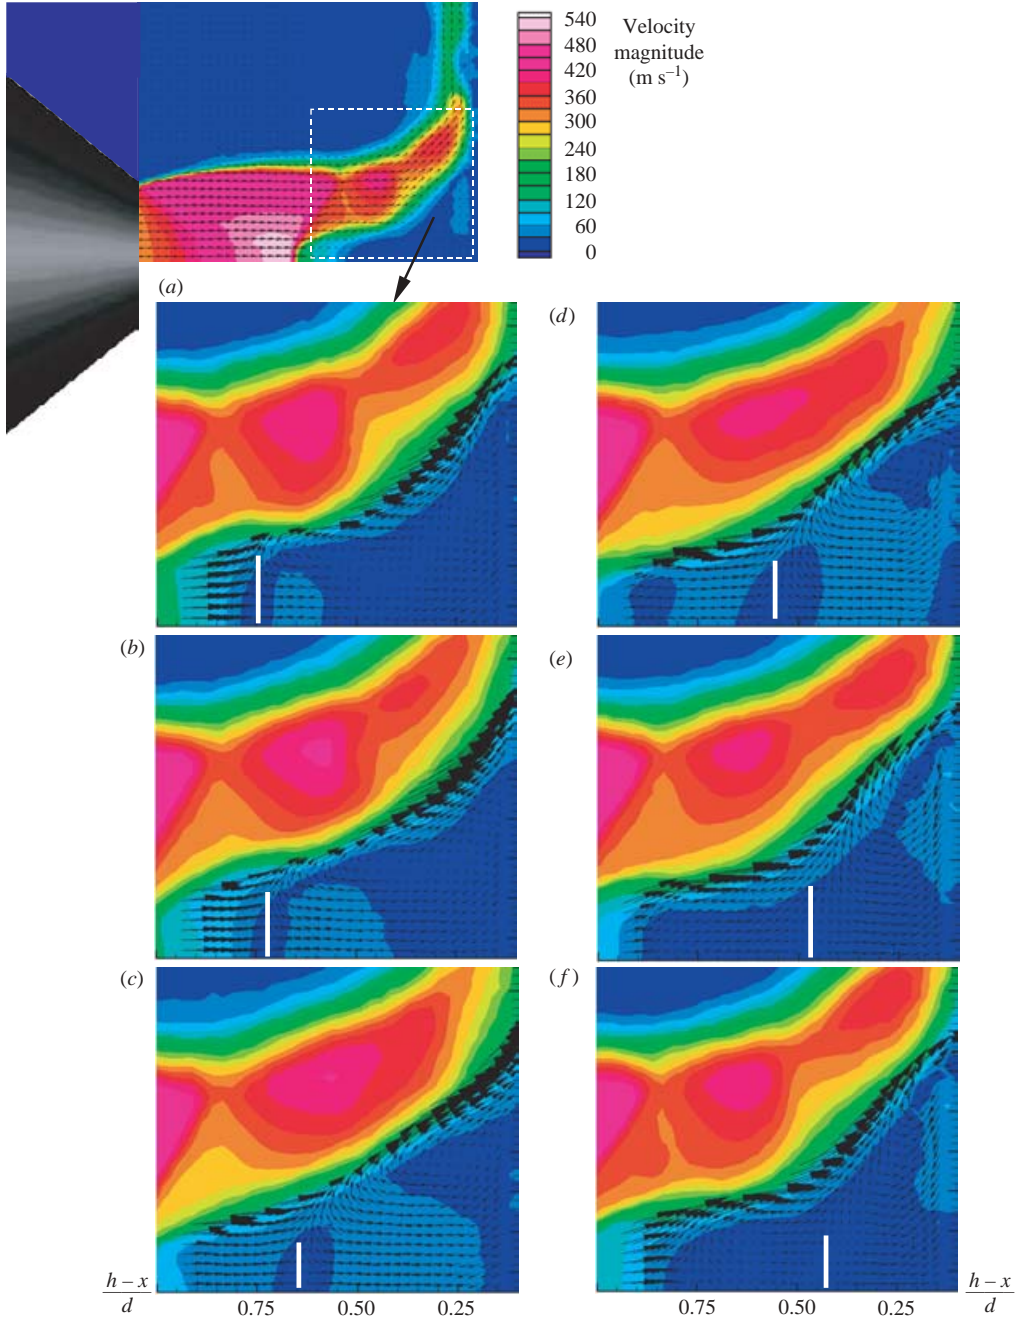 540
480
420
360
300
240
180
120
60
0
Velocity
magnitude
(m s⁻¹)
(a)
(b)
(c)
(d)
(e)
(f)
h – x
d
0.75 0.50 0.25
0.75 0.50 0.25
h – x
d